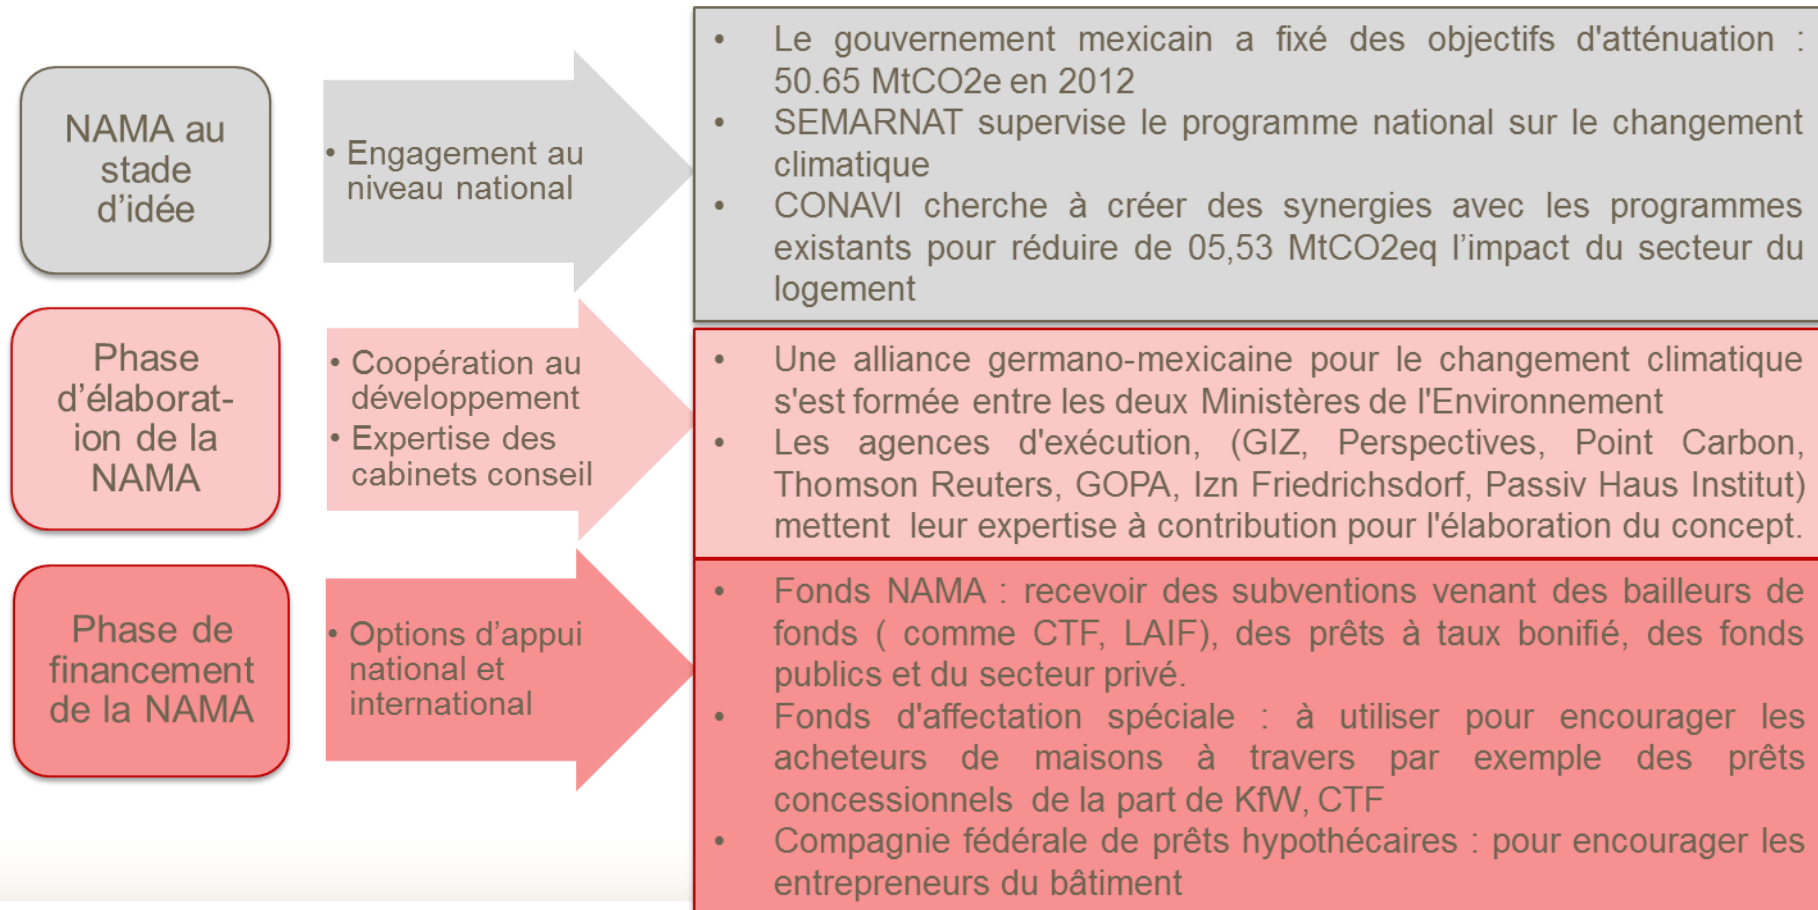 NAMA au
stade
d’idée
• Engagement au
niveau national
• Le gouvernement mexicain a fixé des objectifs d'atténuation :
50.65 MtCO2e en 2012
• SEMARNAT supervise le programme national sur le changement
climatique
• CONAVI cherche à créer des synergies avec les programmes
existants pour réduire de 05,53 MtCO2eq l’impact du secteur du
logement
Phase
d’élaborat-
ion de la
NAMA
• Coopération au
développement
• Expertise des
cabinets conseil
• Une alliance germano-mexicaine pour le changement climatique
s'est formée entre les deux Ministères de l'Environnement
• Les agences d'exécution, (GIZ, Perspectives, Point Carbon,
Thomson Reuters, GOPA, Izn Friedrichsdorf, Passiv Haus Institut)
mettent leur expertise à contribution pour l'élaboration du concept.
Phase de
financement
de la NAMA
• Options d’appui
national et
international
• Fonds NAMA : recevoir des subventions venant des bailleurs de
fonds ( comme CTF, LAIF), des prêts à taux bonifié, des fonds
publics et du secteur privé.
• Fonds d'affectation spéciale : à utiliser pour encourager les
acheteurs de maisons à travers par exemple des prêts
concessionnels de la part de KfW, CTF
• Compagnie fédérale de prêts hypothécaires : pour encourager les
entrepreneurs du bâtiment